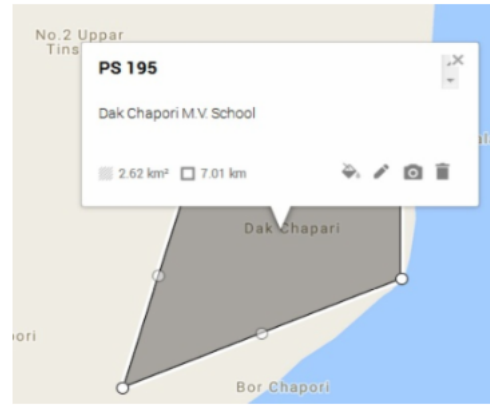 No.2 Uppar
Tins
PS 195
Dak Chapori M.V. School
2.62 km² 7.01 km
Dak Chapari
ori
Bor Chapori